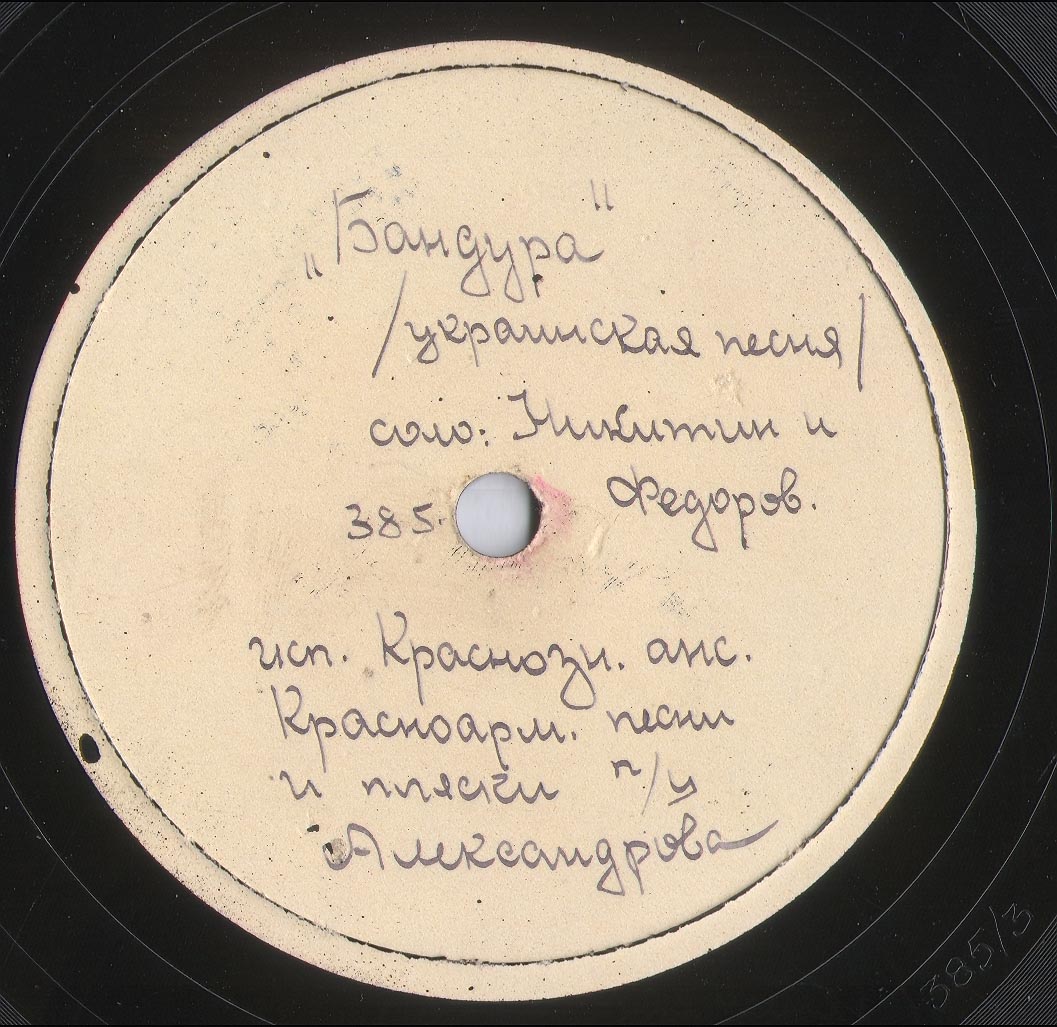 „Бандура"
/украинская песня/
соло: Никитин и
Федоров.
385.
исп. Краснозн. анс.
Красноарм. песни
и пляски п/у
Александрова
385/3